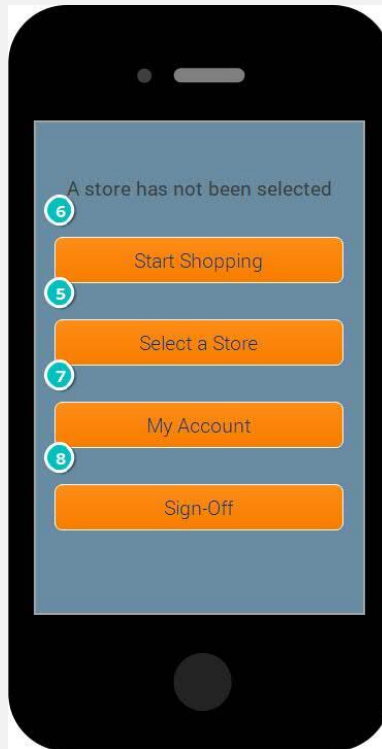 A store has not been selected
6
Start Shopping
5
Select a Store
7
My Account
8
Sign-Off